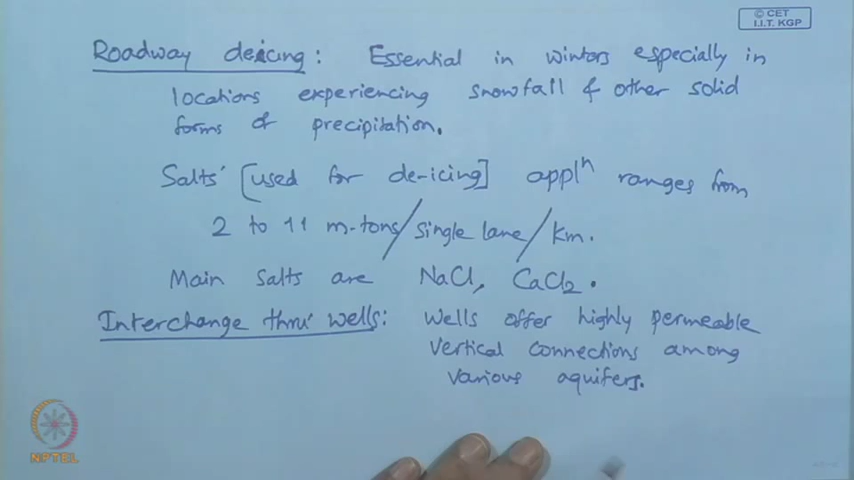 © CET
I.I.T. KGP
Roadway deicing: Essential in winters especially in
locations experiencing snowfall & other solid
forms of precipitation.
Salts' [used for de-icing] applⁿ ranges from
2 to 11 m-tons/single lane/km.
Main salts are NaCl, CaCl₂.
Interchange thru' wells: Wells offer highly permeable
vertical connections among
various aquifers.
NPTEL